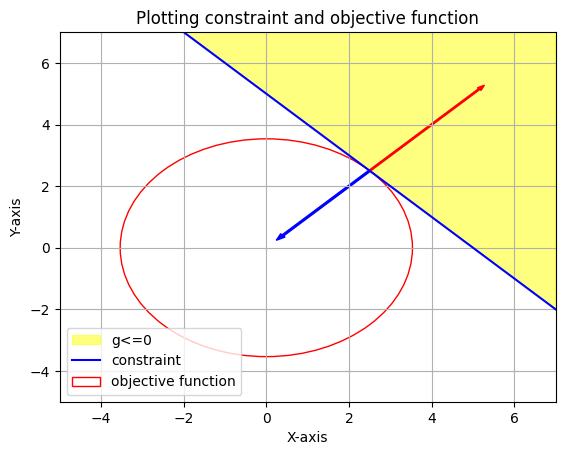 Plotting constraint and objective function
6
4
2
0
−2
−4
Y-axis
g<=0
constraint
objective function
−4 −2 0 2 4 6
X-axis